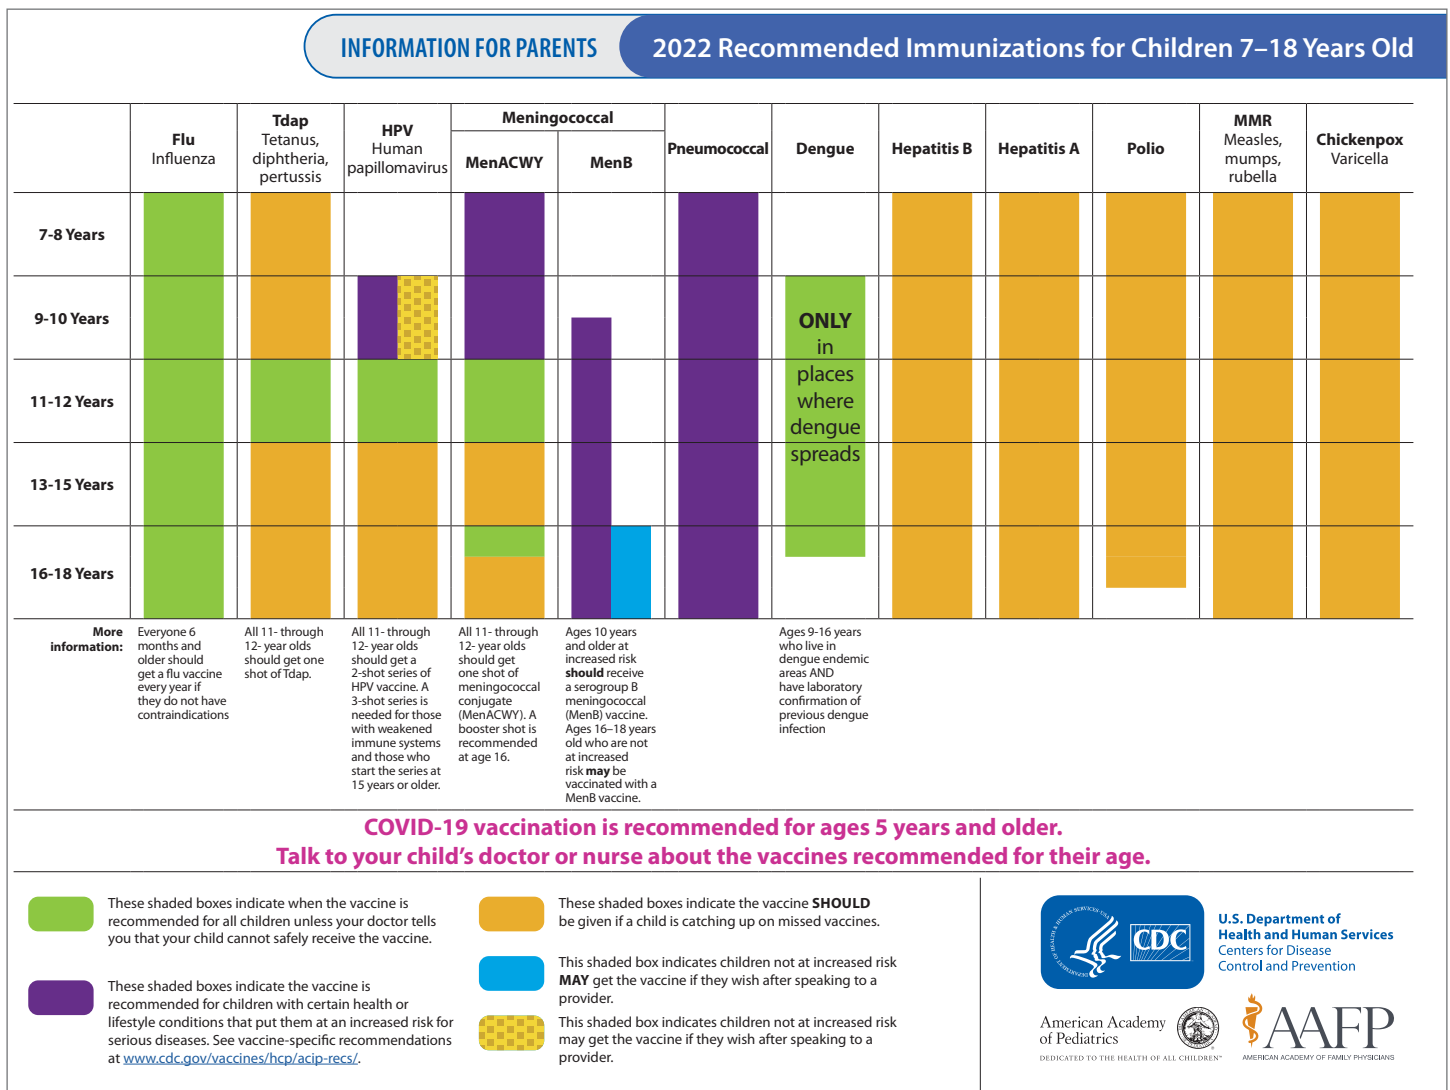 INFORMATION FOR PARENTS
2022 Recommended Immunizations for Children 7–18 Years Old
Flu
Influenza
Tdap
Tetanus,
diphtheria,
pertussis
HPV
Human
papillomavirus
Meningococcal
MenACWY
MenB
Pneumococcal
Dengue
Hepatitis B
Hepatitis A
Polio
MMR
Measles,
mumps,
rubella
Chickenpox
Varicella
7-8 Years
9-10 Years
11-12 Years
13-15 Years
16-18 Years
ONLY
in
places
where
dengue
spreads
More
information:
Everyone 6
months and
older should
get a flu vaccine
every year if
they do not have
contraindications
All 11- through
12- year olds
should get one
shot of Tdap.
All 11- through
12- year olds
should get a
2-shot series of
HPV vaccine. A
3-shot series is
needed for those
with weakened
immune systems
and those who
start the series at
15 years or older.
All 11- through
12- year olds
should get
one shot of
meningococcal
conjugate
(MenACWY). A
booster shot is
recommended
at age 16.
Ages 10 years
and older at
increased risk
should receive
a serogroup B
meningococcal
(MenB) vaccine.
Ages 16–18 years
old who are not
at increased
risk may be
vaccinated with a
MenB vaccine.
Ages 9-16 years
who live in
dengue endemic
areas AND
have laboratory
confirmation of
previous dengue
infection
COVID-19 vaccination is recommended for ages 5 years and older.
Talk to your child's doctor or nurse about the vaccines recommended for their age.
These shaded boxes indicate when the vaccine is
recommended for all children unless your doctor tells
you that your child cannot safely receive the vaccine.
These shaded boxes indicate the vaccine is
recommended for children with certain health or
lifestyle conditions that put them at an increased risk for
serious diseases. See vaccine-specific recommendations
at www.cdc.gov/vaccines/hcp/acip-recs/.
These shaded boxes indicate the vaccine SHOULD
be given if a child is catching up on missed vaccines.
This shaded box indicates children not at increased risk
MAY get the vaccine if they wish after speaking to a
provider.
This shaded box indicates children not at increased risk
may get the vaccine if they wish after speaking to a
provider.
DEPARTMENT OF HEALTH & HUMAN SERVICES·USA
CDC
U.S. Department of
Health and Human Services
Centers for Disease
Control and Prevention
American Academy
of Pediatrics
DEDICATED TO THE HEALTH OF ALL CHILDREN™
AAFP
AMERICAN ACADEMY OF FAMILY PHYSICIANS